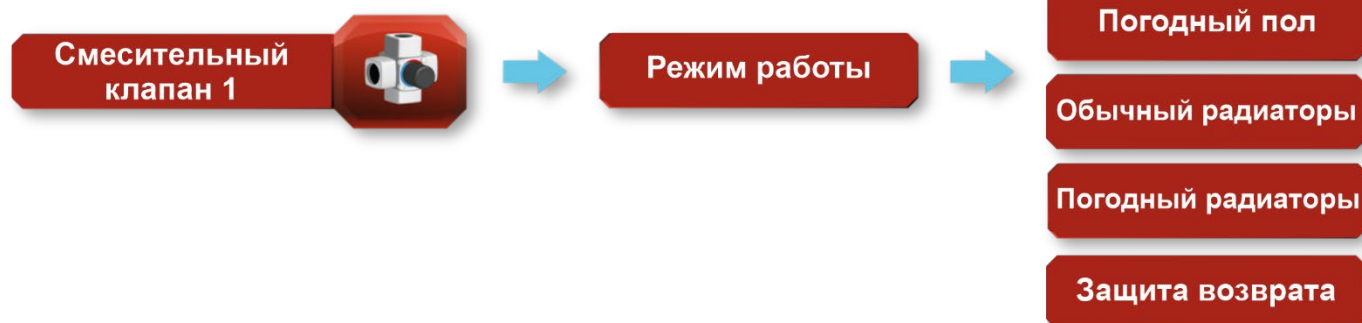 Смесительный
клапан 1
Режим работы
Погодный пол
Обычный радиаторы
Погодный радиаторы
Защита возврата